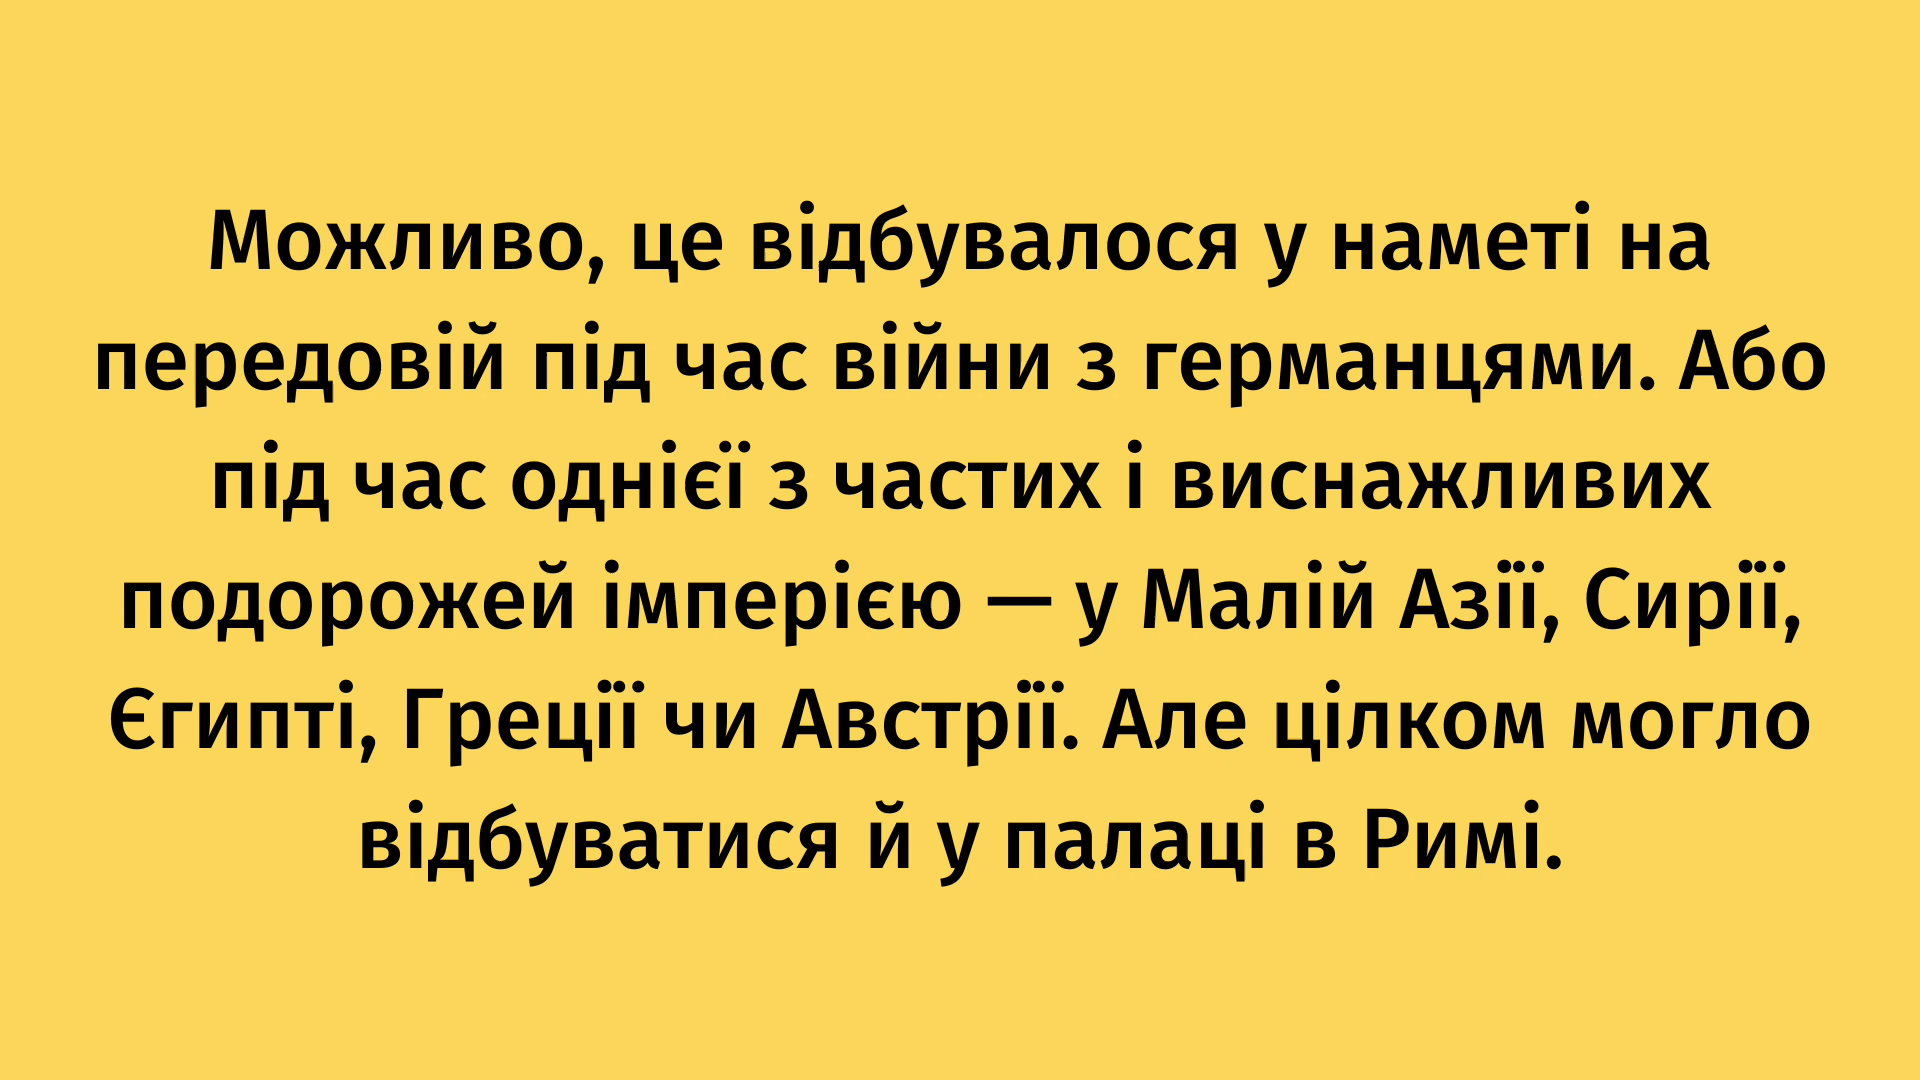 Можливо, це відбувалося у наметі на
передовій під час війни з германцями. Або
під час однієї з частих і виснажливих
подорожей імперією — у Малій Азії, Сирії,
Єгипті, Греції чи Австрії. Але цілком могло
відбуватися й у палаці в Римі.